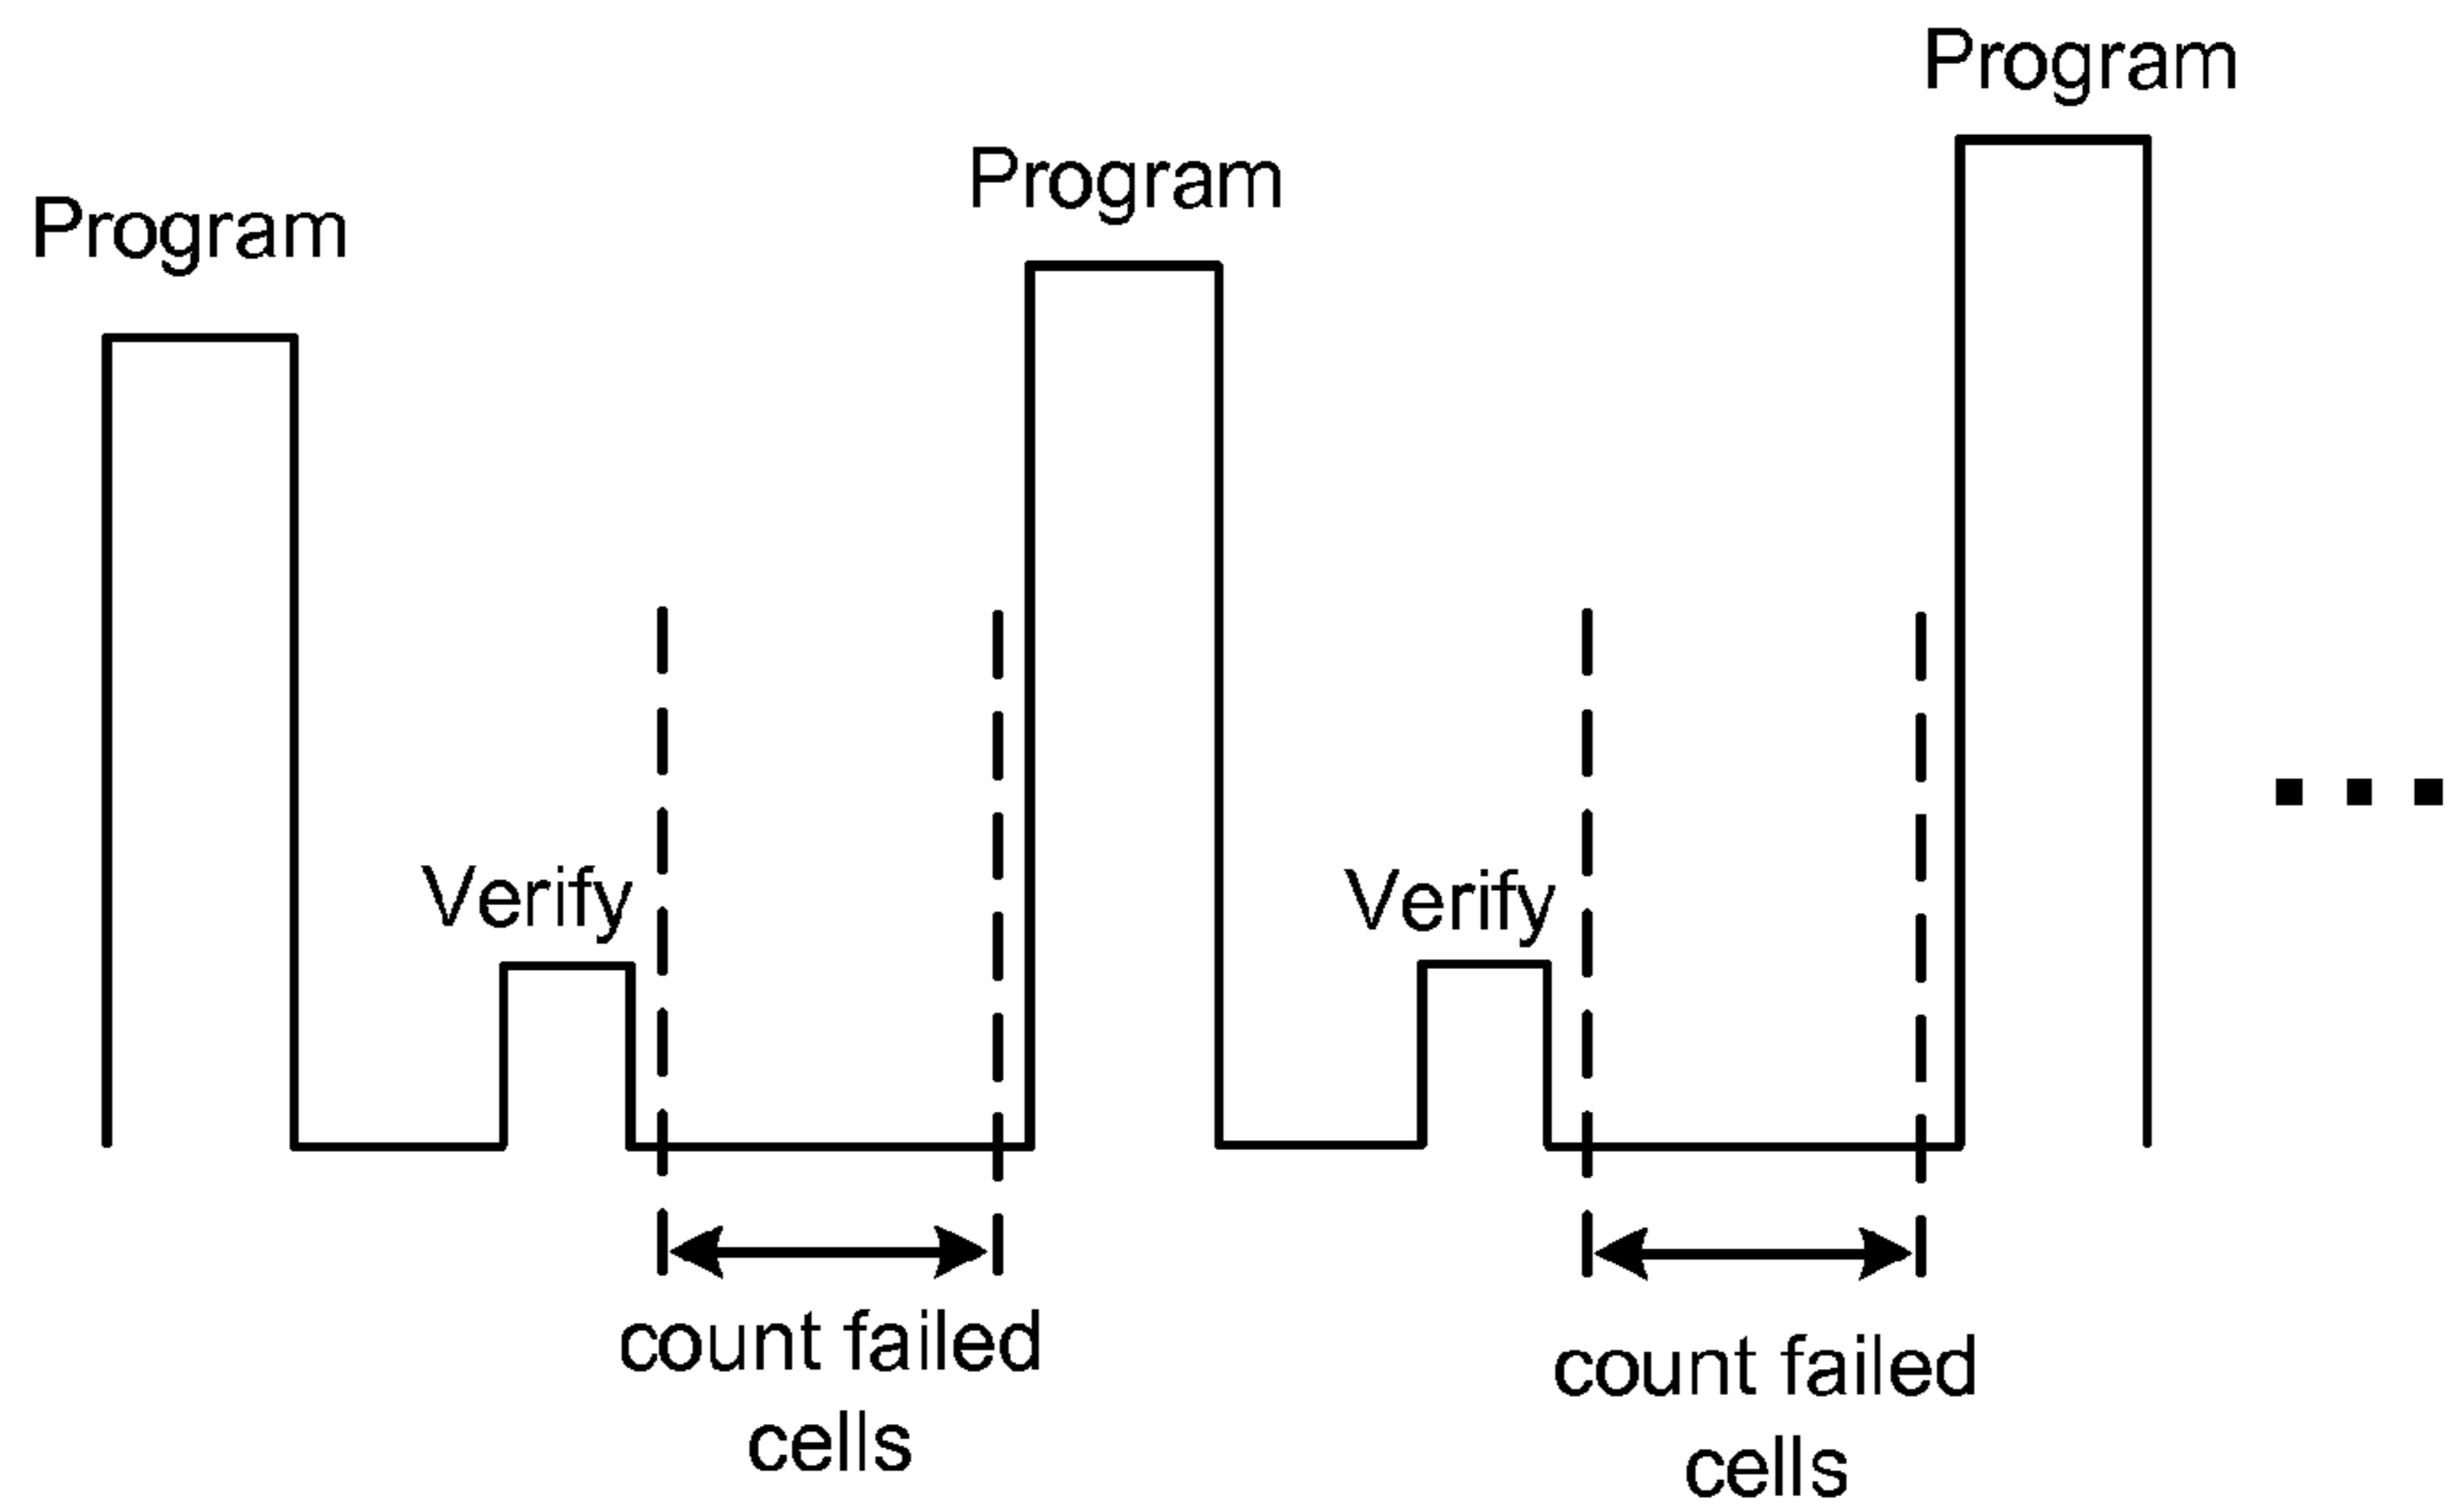 Program
Program
Program
Verify
Verify
count failed
cells
count failed
cells